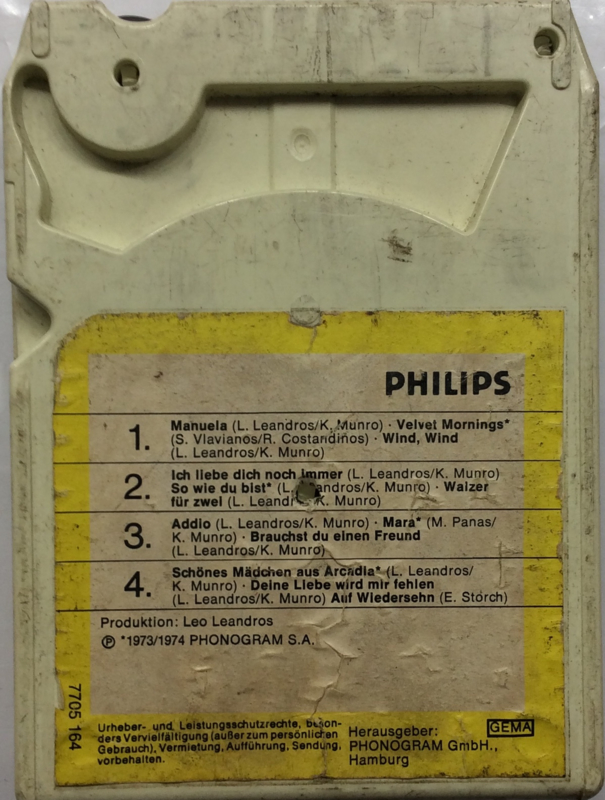 PHILIPS
1. Manuela (L. Leandros/K. Munro) · Velvet Mornings*
(S. Vlavianos/R. Costandinos) · Wind, Wind
(L. Leandros/K. Munro)
2. Ich liebe dich noch immer (L. Leandros/K. Munro)
So wie du bist* (L. Leandros/K. Munro) · Walzer
für zwei (L. Leandros/K. Munro)
3. Addio (L. Leandros/K. Munro) · Mara* (M. Panas/
K. Munro) · Brauchst du einen Freund
(L. Leandros/K. Munro)
4. Schönes Mädchen aus Arcadia* (L. Leandros/
K. Munro) · Deine Liebe wird mir fehlen
(L. Leandros/K. Munro) Auf Wiedersehn (E. Storch)
Produktion: Leo Leandros
℗ *1973/1974 PHONOGRAM S.A.
7705 164
Urheber- und Leistungsschutzrechte, beson-
ders Vervielfältigung (außer zum persönlichen
Gebrauch), Vermietung, Aufführung, Sendung,
vorbehalten.
Herausgeber:
PHONOGRAM GmbH.,
Hamburg
GEMA